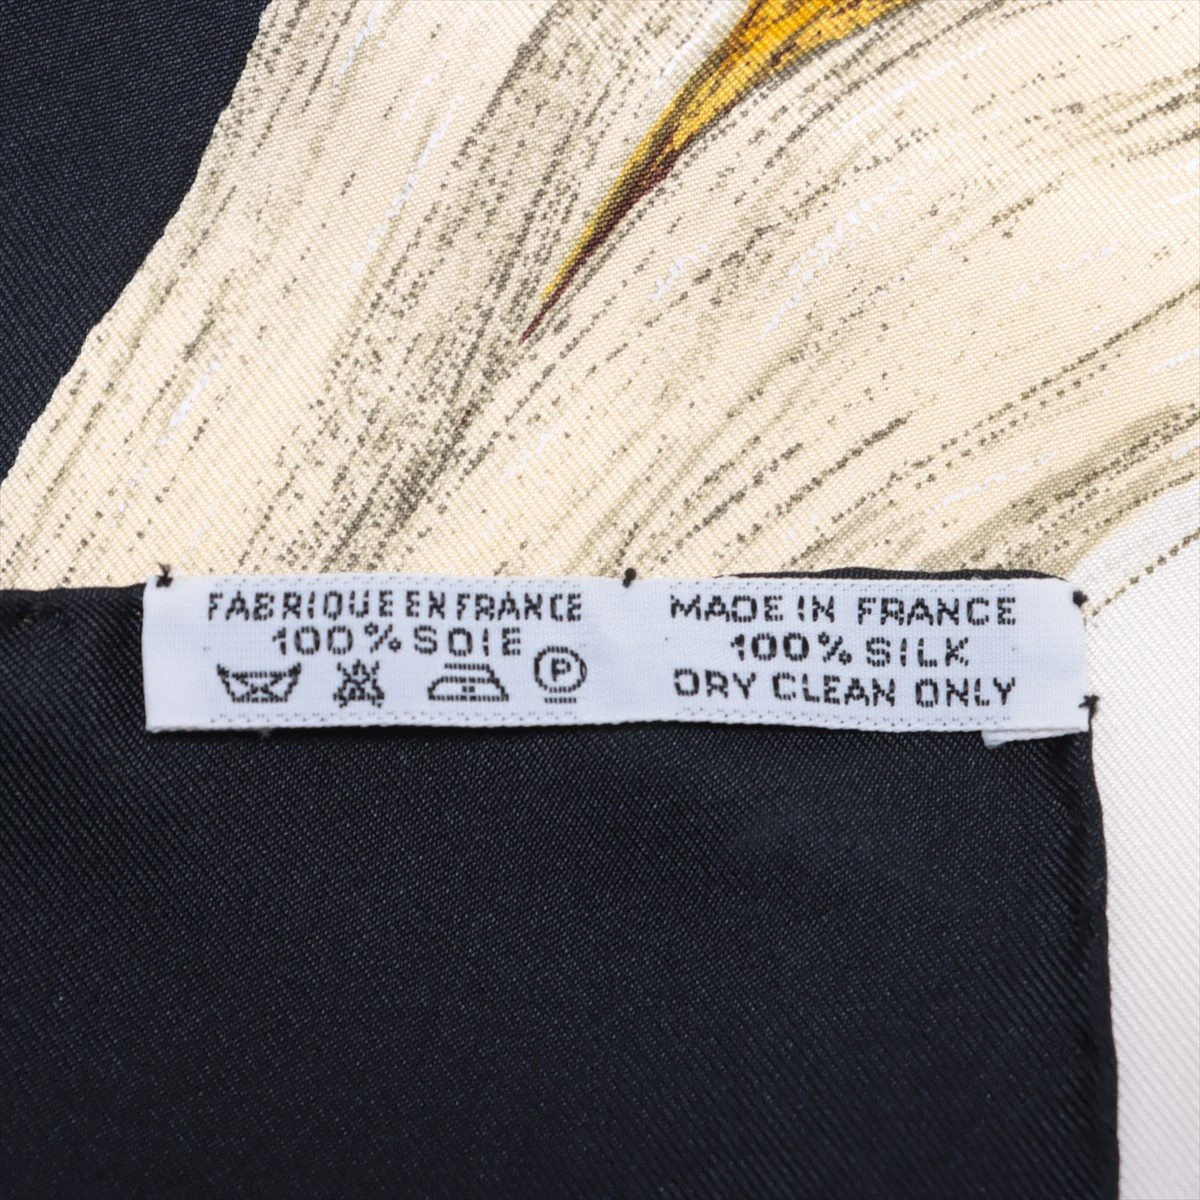 FABRIQUE EN FRANCE
100% SOIE
P
MADE IN FRANCE
100% SILK
DRY CLEAN ONLY